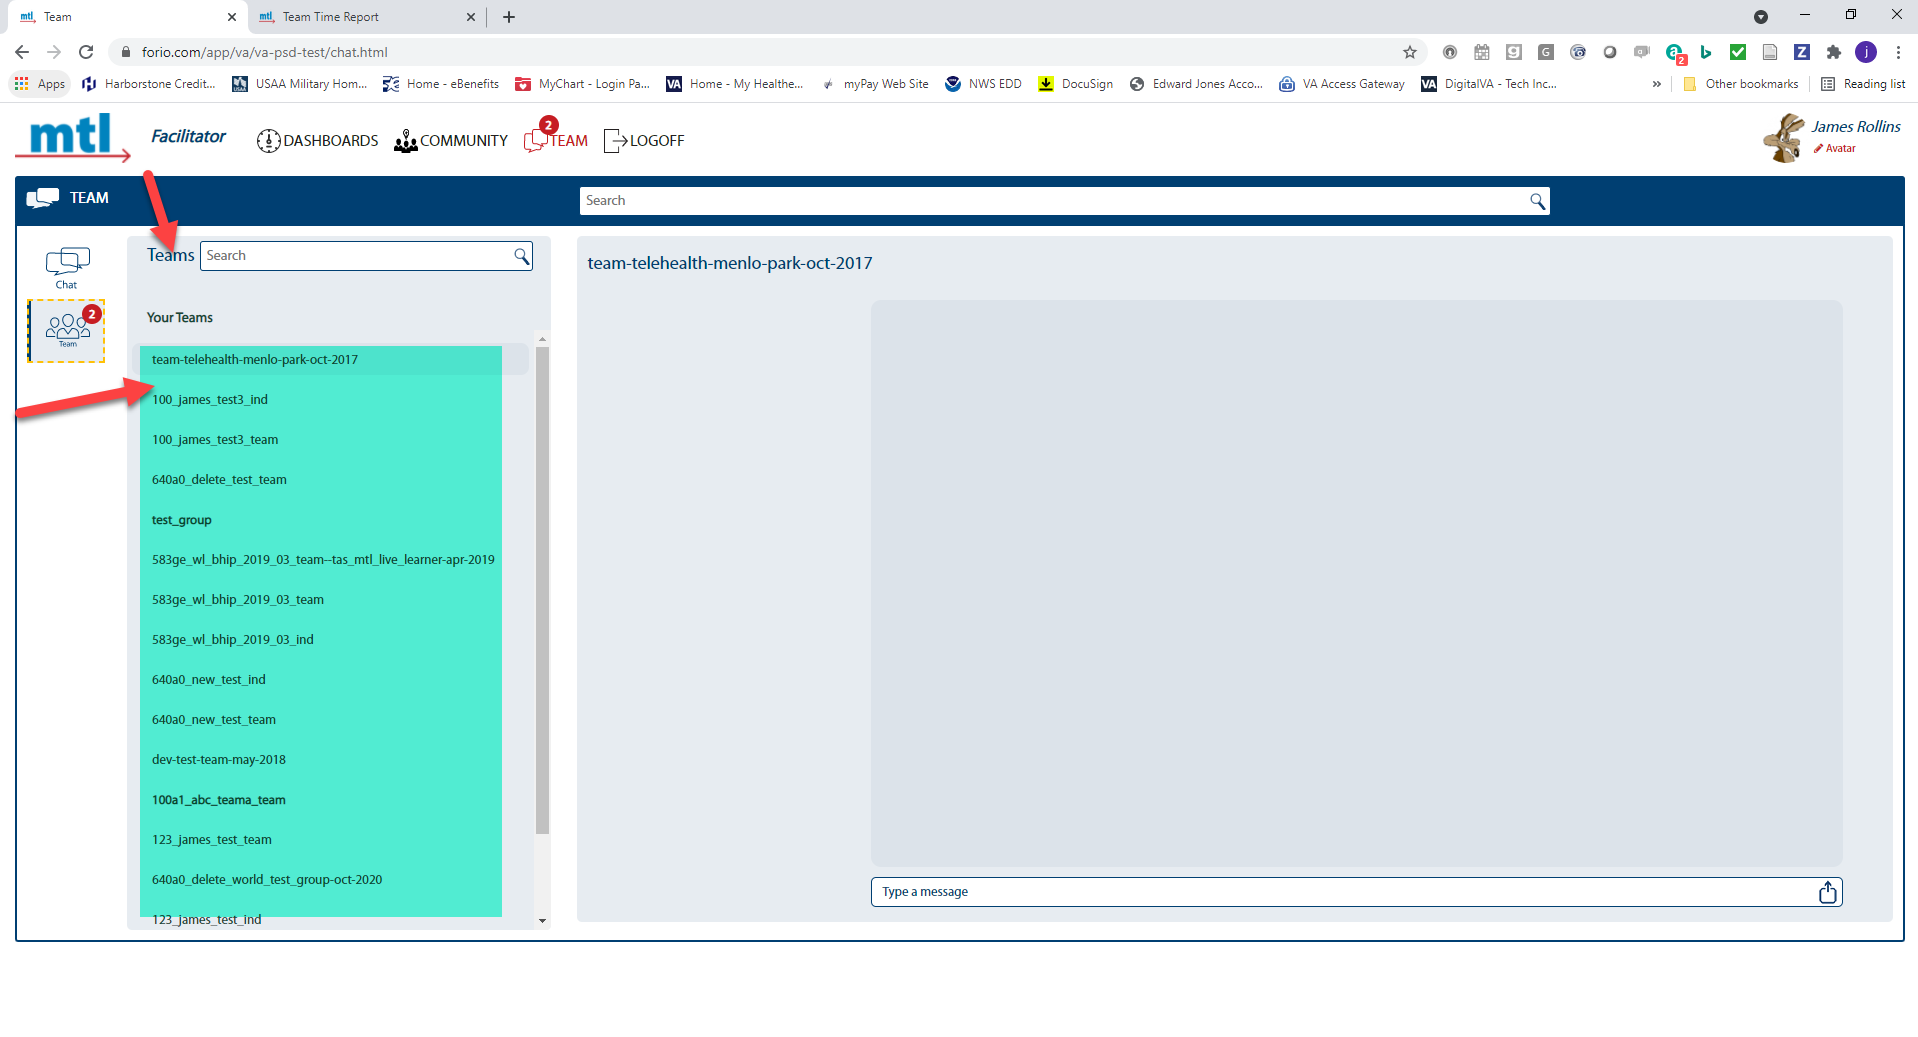 mtl Team
mtl Team Time Report
forio.com/app/va/va-psd-test/chat.html
2
Apps
Harborstone Credit...
USAA Military Hom...
Home - eBenefits
MyChart - Login Pa...
VA Home - My Healthe...
myPay Web Site
NWS EDD
DocuSign
Edward Jones Acco...
VA Access Gateway
VA DigitalVA - Tech Inc...
Other bookmarks
Reading list
mtl
Facilitator
DASHBOARDS
COMMUNITY
2
TEAM
LOGOFF
James Rollins
Avatar
TEAM
Search
Chat
2
Team
Teams
Search
Your Teams
team-telehealth-menlo-park-oct-2017
100_james_test3_ind
100_james_test3_team
640a0_delete_test_team
test_group
583ge_wl_bhip_2019_03_team--tas_mtl_live_learner-apr-2019
583ge_wl_bhip_2019_03_team
583ge_wl_bhip_2019_03_ind
640a0_new_test_ind
640a0_new_test_team
dev-test-team-may-2018
100a1_abc_teama_team
123_james_test_team
640a0_delete_world_test_group-oct-2020
123_james_test_ind
team-telehealth-menlo-park-oct-2017
Type a message